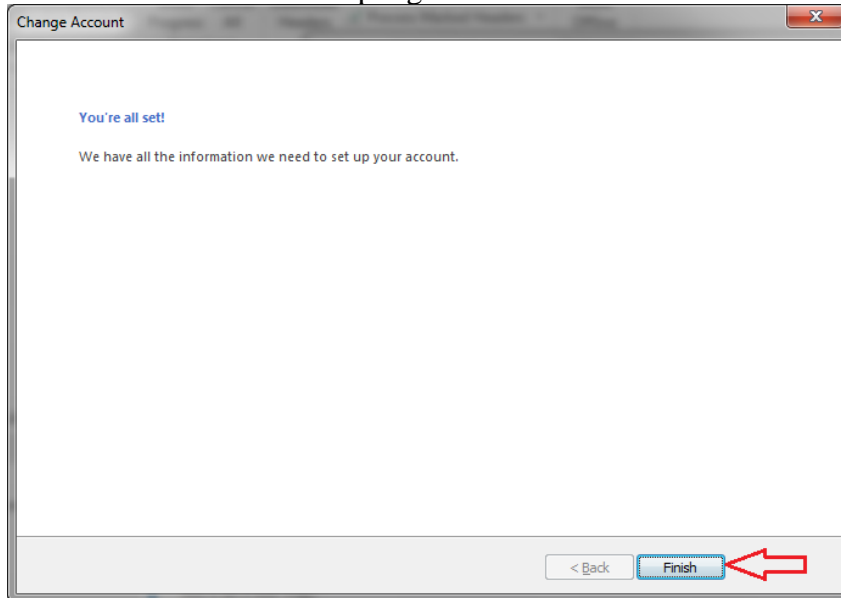 Change Account
You're all set!
We have all the information we need to set up your account.
< Back
Finish